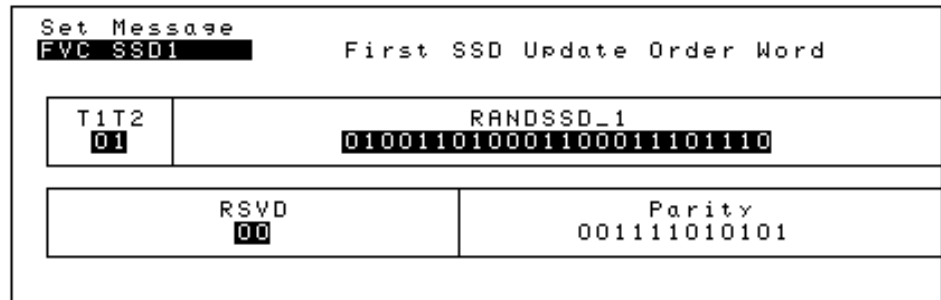 Set Message
FVC SSD1 First SSD Update Order Word
T1T2 RANDSSD_1
01 010011010001100011101110
RSVD Parity
00 001111010101